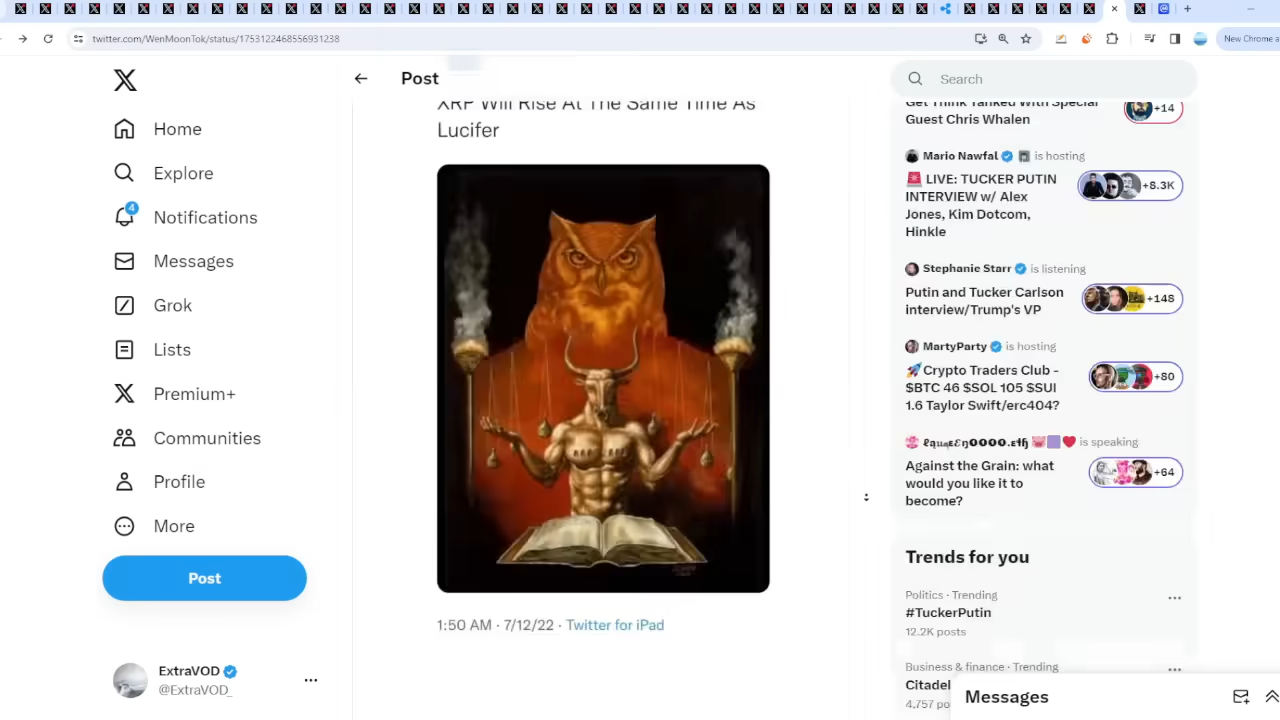 twitter.com/WenMoonTok/status/1753122468556931238
New Chrome a
Home
Explore
4
Notifications
Messages
Grok
Lists
Premium+
Communities
Profile
More
Post
ExtraVOD
@ExtraVOD_
Post
XRP Will Rise At The Same Time As
Lucifer
1:50 AM · 7/12/22 · Twitter for iPad
Search
Get Think Tanked With Special
Guest Chris Whalen
+14
Mario Nawfal is hosting
🚨 LIVE: TUCKER PUTIN
INTERVIEW w/ Alex
Jones, Kim Dotcom,
Hinkle
+8.3K
Stephanie Starr is listening
Putin and Tucker Carlson
interview/Trump's VP
+148
MartyParty is hosting
🚀Crypto Traders Club -
$BTC 46 $SOL 105 $SUI
1.6 Taylor Swift/erc404?
+80
is speaking
Against the Grain: what
would you like it to
become?
+64
Trends for you
Politics · Trending
#TuckerPutin
12.2K posts
Business & finance · Trending
Citadel
4,757 po
Messages